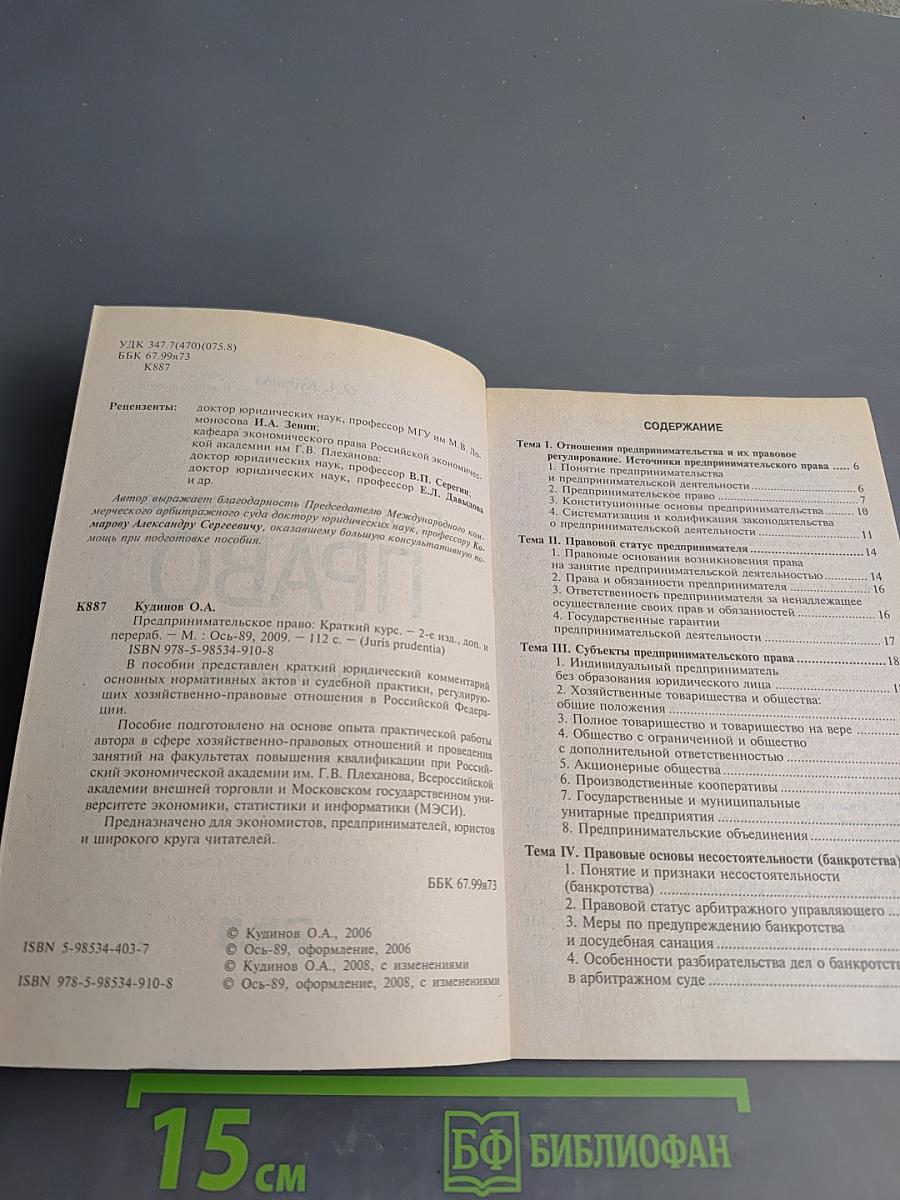 УДК 347.7(470)(075.8)
ББК 67.99я73
К887
Рецензенты: доктор юридических наук, профессор МГУ им М.В. Ло-
моносова И.А. Зенин;
кафедра экономического права Российской экономичес-
кой академии им Г.В. Плеханова:
доктор юридических наук, профессор В.П. Серегин;
доктор юридических наук, профессор Е.Л. Давыдова
и др.
Автор выражает благодарность Председателю Международного ком-
мерческого арбитражного суда доктору юридических наук, профессору Ко-
марову Александру Сергеевичу, оказавшему большую консультативную по-
мощь при подготовке пособия.
К887 Кудинов О.А.
Предпринимательское право: Краткий курс. – 2-е изд., доп. и
перераб. – М. : Ось-89, 2009. – 112 с. – (Juris prudentia)
ISBN 978-5-98534-910-8
В пособии представлен краткий юридический комментарий
основных нормативных актов и судебной практики, регулирую-
щих хозяйственно-правовые отношения в Российской Федера-
ции.
Пособие подготовлено на основе опыта практической работы
автора в сфере хозяйственно-правовых отношений и проведения
занятий на факультетах повышения квалификации при Россий-
ский экономической академии им. Г.В. Плеханова, Всероссийской
академии внешней торговли и Московском государственном уни-
верситете экономики, статистики и информатики (МЭСИ).
Предназначено для экономистов, предпринимателей, юристов
и широкого круга читателей.
ББК 67.99я73
© Кудинов О.А., 2006
ISBN 5-98534-403-7 © Ось-89, оформление, 2006
© Кудинов О.А., 2008, с изменениями
ISBN 978-5-98534-910-8 © Ось-89, оформление, 2008, с изменениями
СОДЕРЖАНИЕ
Тема I. Отношения предпринимательства и их правовое
регулирование. Источники предпринимательского права ..... 6
1. Понятие предпринимательства
и предпринимательской деятельности ..... 6
2. Предпринимательское право ..... 7
3. Конституционные основы предпринимательства ..... 10
4. Систематизация и кодификация законодательства
о предпринимательской деятельности ..... 11
Тема II. Правовой статус предпринимателя ..... 14
1. Правовые основания возникновения права
на занятие предпринимательской деятельностью ..... 14
2. Права и обязанности предпринимателя ..... 16
3. Ответственность предпринимателя за ненадлежащее
осуществление своих прав и обязанностей ..... 16
4. Государственные гарантии
предпринимательской деятельности ..... 17
Тема III. Субъекты предпринимательского права ..... 18
1. Индивидуальный предприниматель
без образования юридического лица .....
2. Хозяйственные товарищества и общества:
общие положения .....
3. Полное товарищество и товарищество на вере .....
4. Общество с ограниченной и общество
с дополнительной ответственностью .....
5. Акционерные общества .....
6. Производственные кооперативы .....
7. Государственные и муниципальные
унитарные предприятия .....
8. Предпринимательские объединения .....
Тема IV. Правовые основы несостоятельности (банкротства)
1. Понятие и признаки несостоятельности
(банкротства) .....
2. Правовой статус арбитражного управляющего ...
3. Меры по предупреждению банкротства
и досудебная санация .....
4. Особенности разбирательства дел о банкротств
в арбитражном суде .....
15 см
БФ БИБЛИОФАН